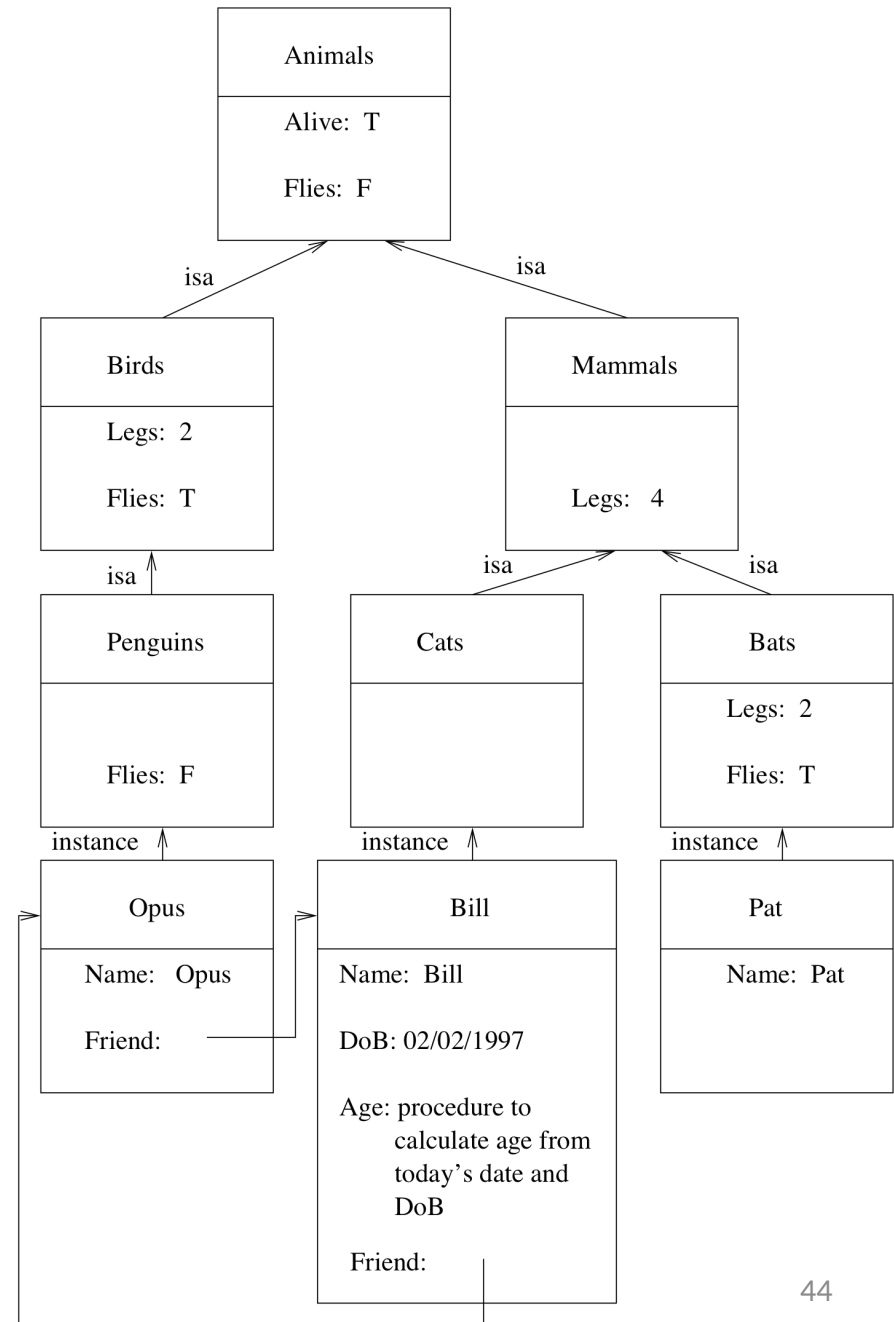 Animals
Alive: T
Flies: F
isa
isa
Birds
Legs: 2
Flies: T
Mammals
Legs: 4
isa
isa
isa
Penguins
Flies: F
Cats
Bats
Legs: 2
Flies: T
instance
instance
instance
Opus
Name: Opus
Friend:
Bill
Name: Bill
DoB: 02/02/1997
Age: procedure to
calculate age from
today's date and
DoB
Friend:
Pat
Name: Pat
44